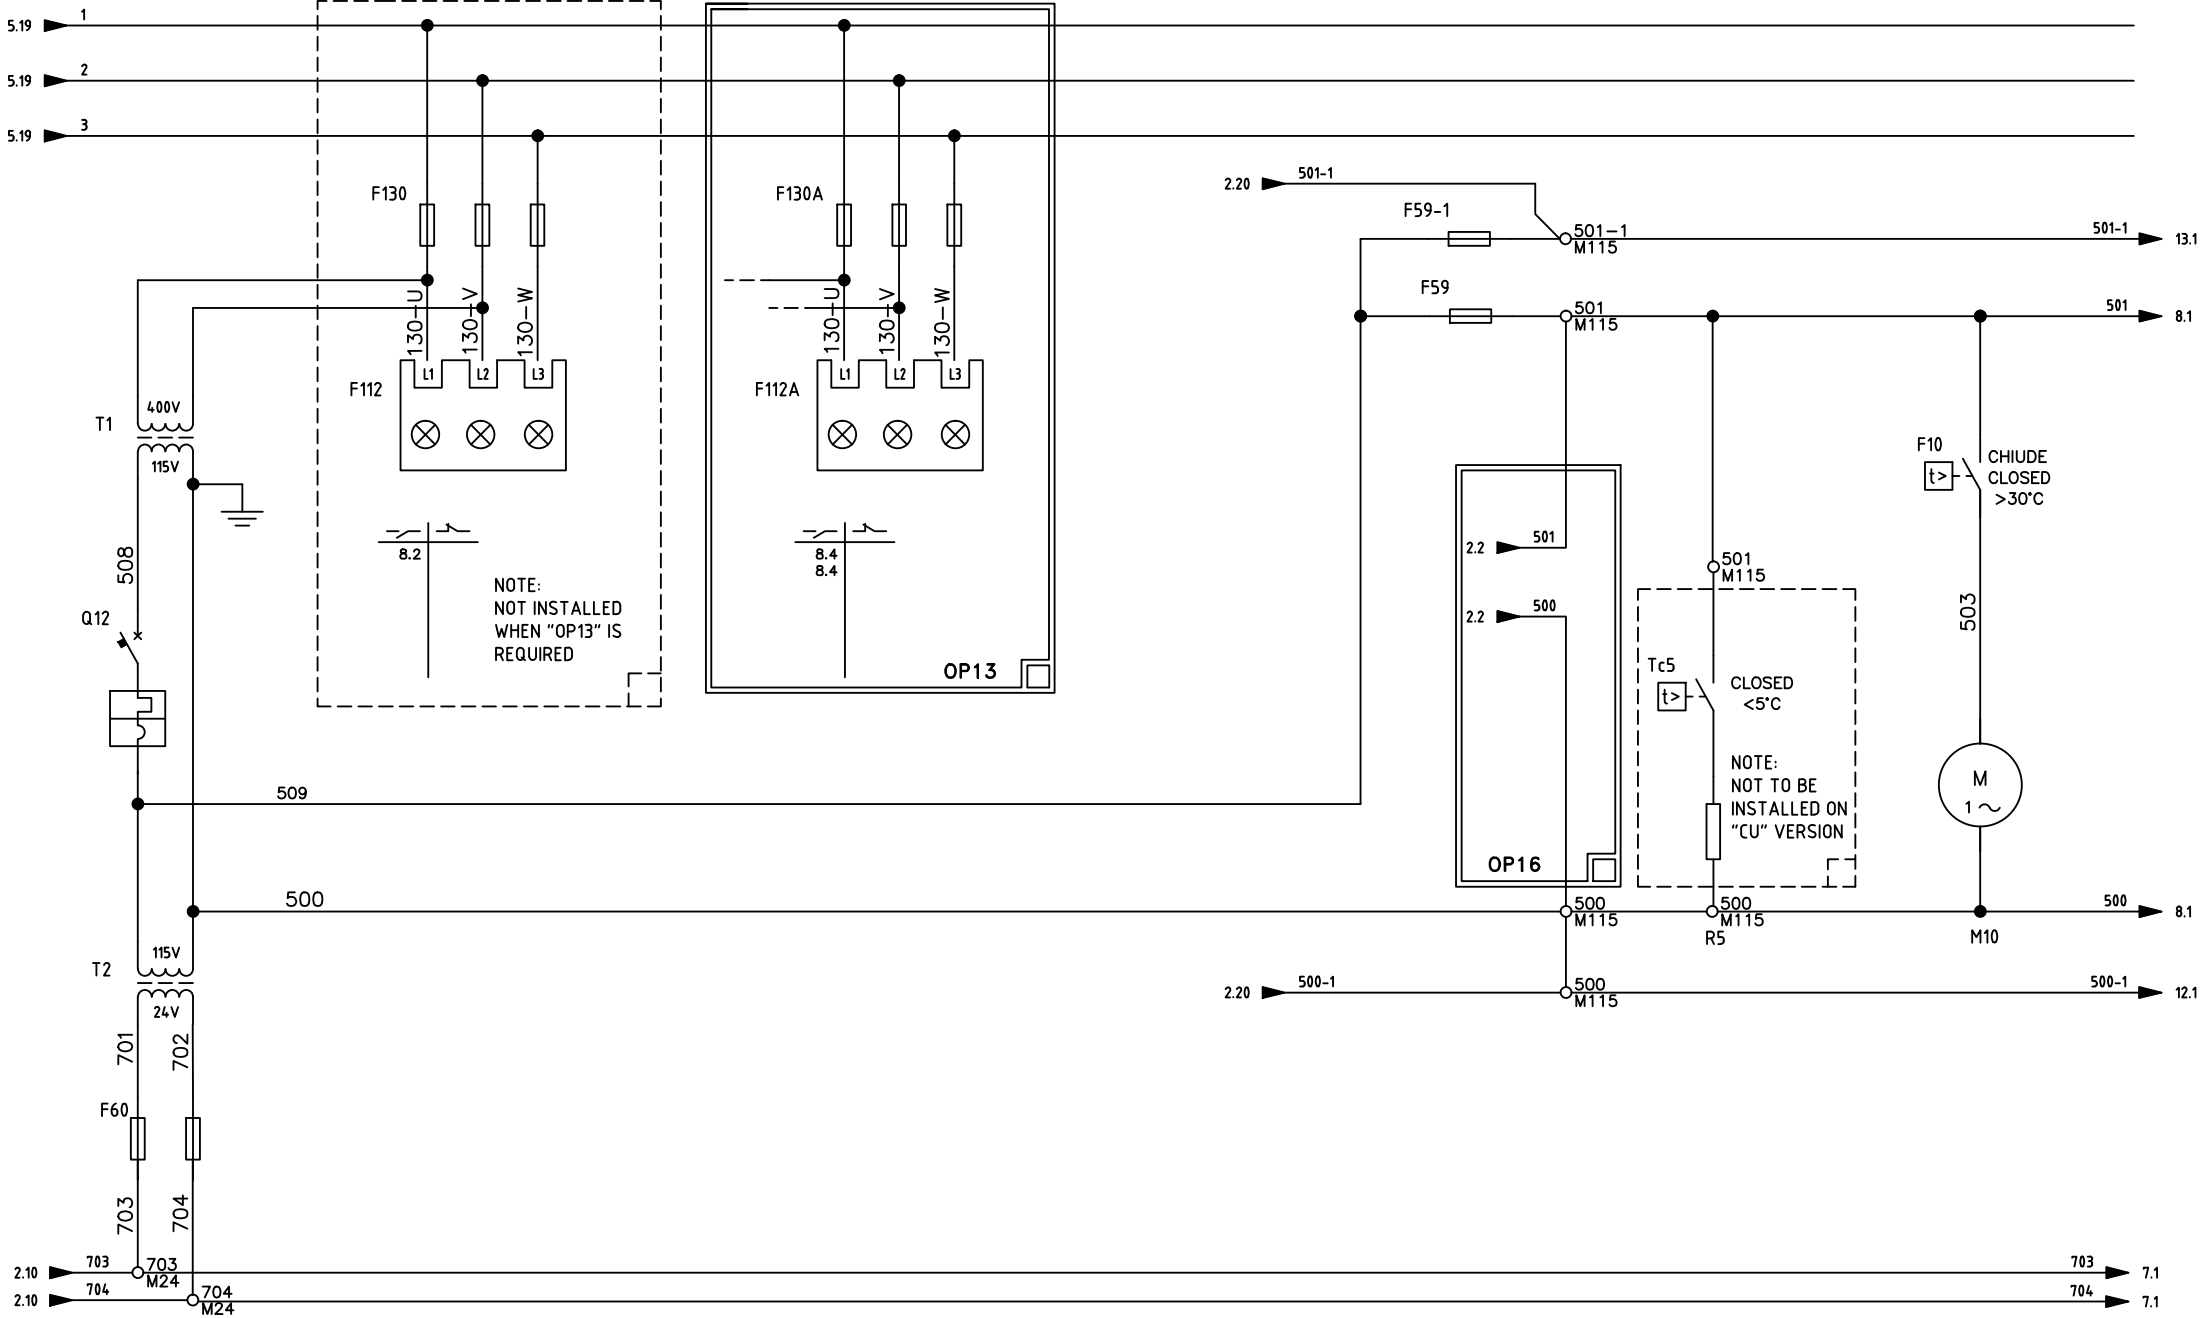 5.19 1
5.19 2
5.19 3
2.20 501-1
F130
F130A
F59-1
501-1
M115
501-1 13.1
F59
501
M115
501 8.1
130-U
130-V
130-W
130-U
130-V
130-W
L1 L2 L3
L1 L2 L3
F112
F112A
400V
T1
115V
F10
t>
CHIUDE
CLOSED
>30°C
8.2
8.4
8.4
2.2 501
501
M115
508
NOTE:
NOT INSTALLED
WHEN "OP13" IS
REQUIRED
2.2 500
503
Q12
OP13
Tc5
t>
CLOSED
<5°C
NOTE:
NOT TO BE
INSTALLED ON
"CU" VERSION
M
1 ~
509
OP16
500
500
M115
500
M115
500 8.1
R5
M10
115V
T2
24V
2.20 500-1
500
M115
500-1 12.1
701
702
F60
703
704
2.10 703
703
M24
703 7.1
2.10 704
704
M24
704 7.1